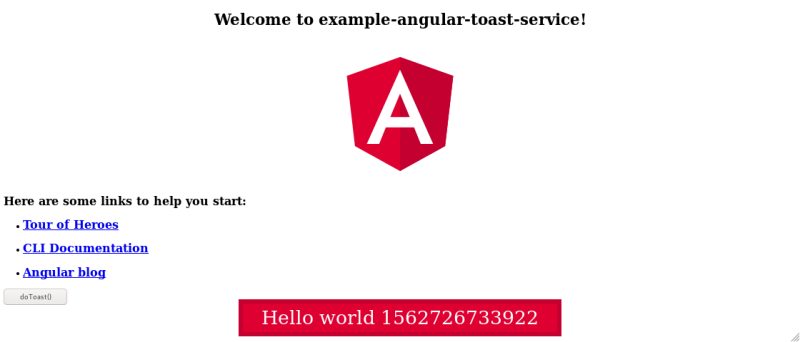 Welcome to example-angular-toast-service!
A
Here are some links to help you start:
Tour of Heroes
CLI Documentation
Angular blog
doToast()
Hello world 1562726733922